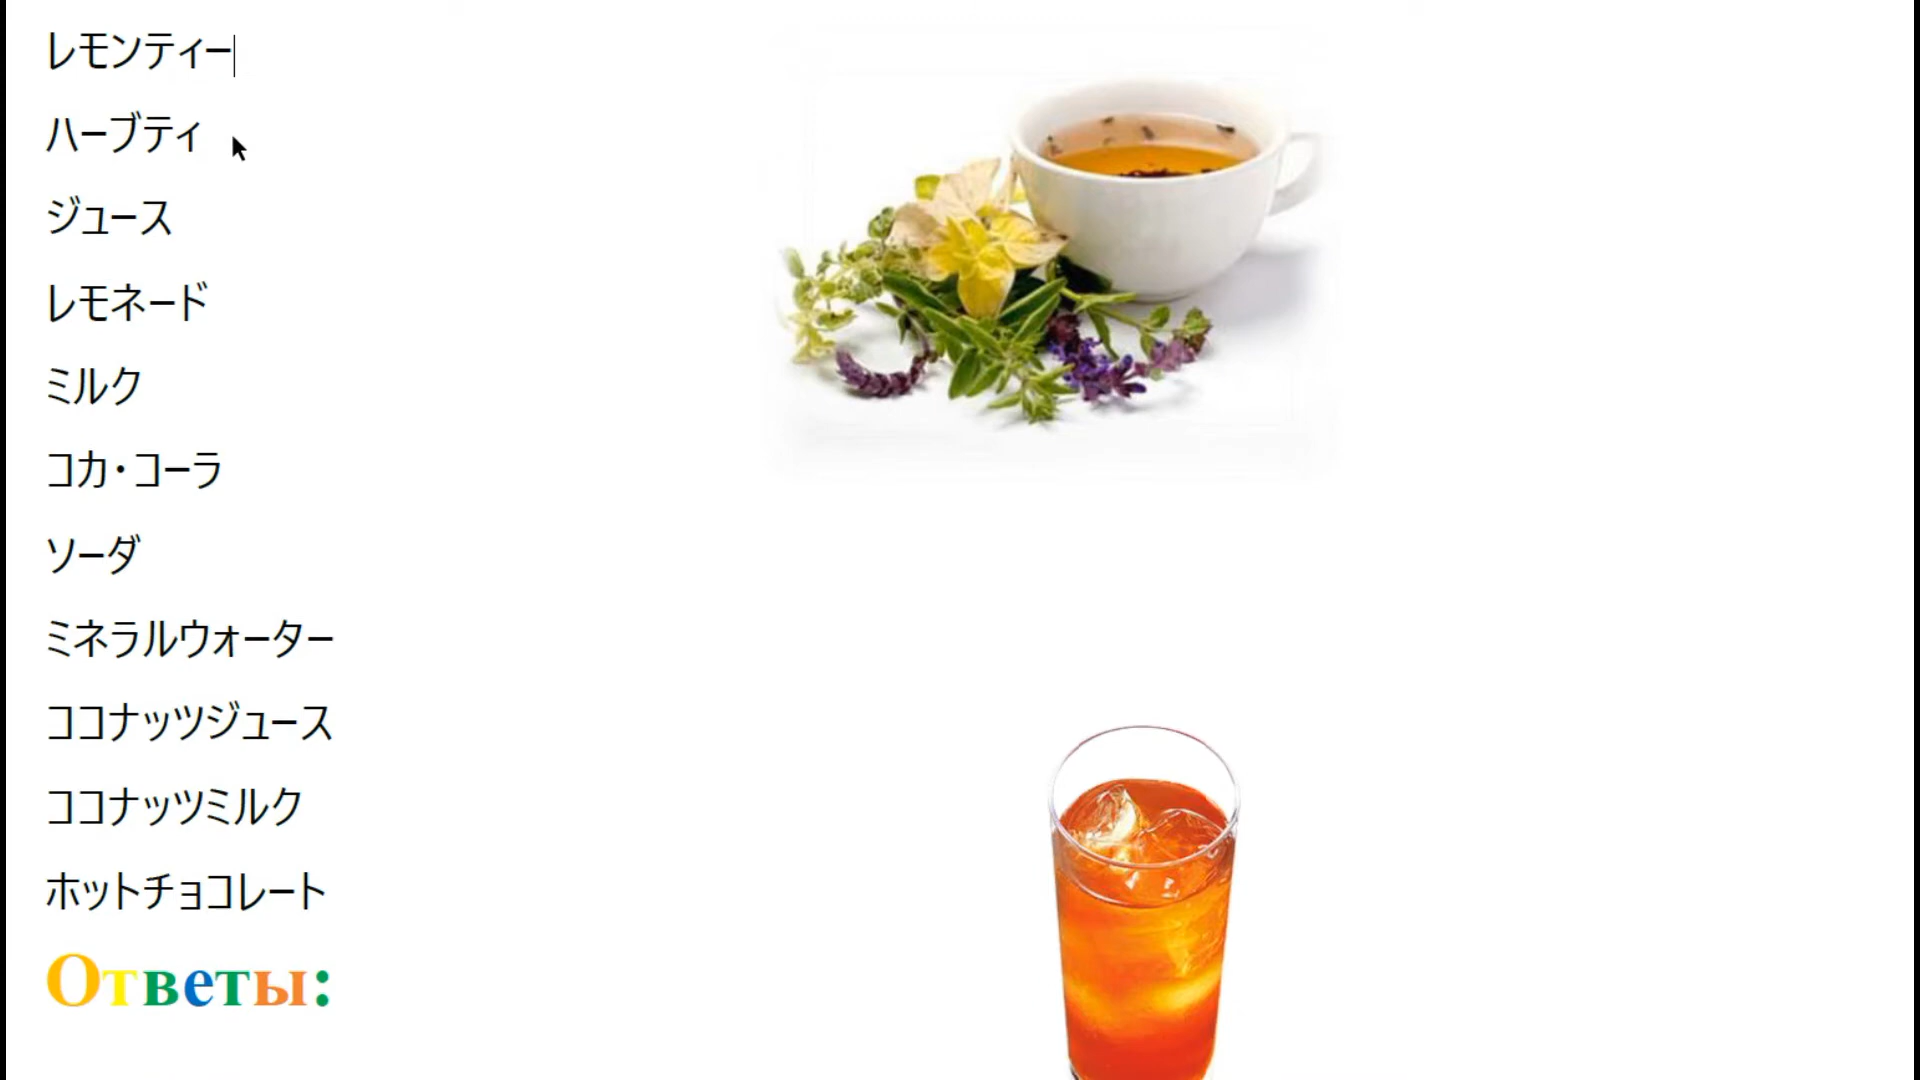 レモンティー
ハーブティ
ジュース
レモネード
ミルク
コカ・コーラ
ソーダ
ミネラルウォーター
ココナッツジュース
ココナッツミルク
ホットチョコレート
Ответы: